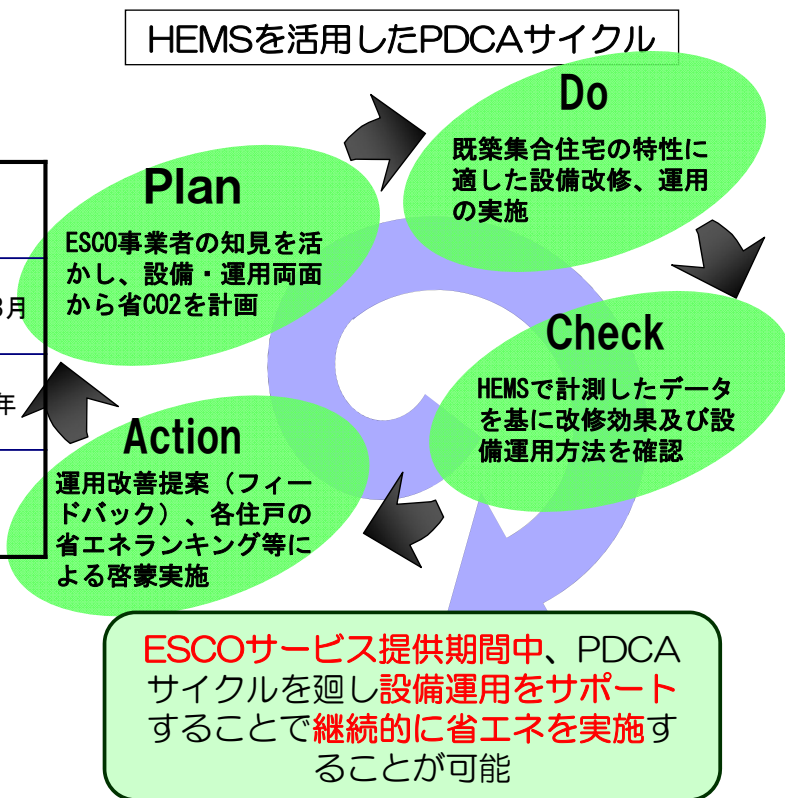 HEMSを活用したPDCAサイクル
Do
既築集合住宅の特性に
適した設備改修、運用
の実施
Plan
ESCO事業者の知見を活
かし、設備・運用両面
から省CO2を計画
Check
HEMSで計測したデータ
を基に改修効果及び設
備運用方法を確認
Action
運用改善提案（フィー
ドバック）、各住戸の
省エネランキング等に
よる啓蒙実施
月
年
ESCOサービス提供期間中、PDCA
サイクルを廻し設備運用をサポート
することで継続的に省エネを実施す
ることが可能